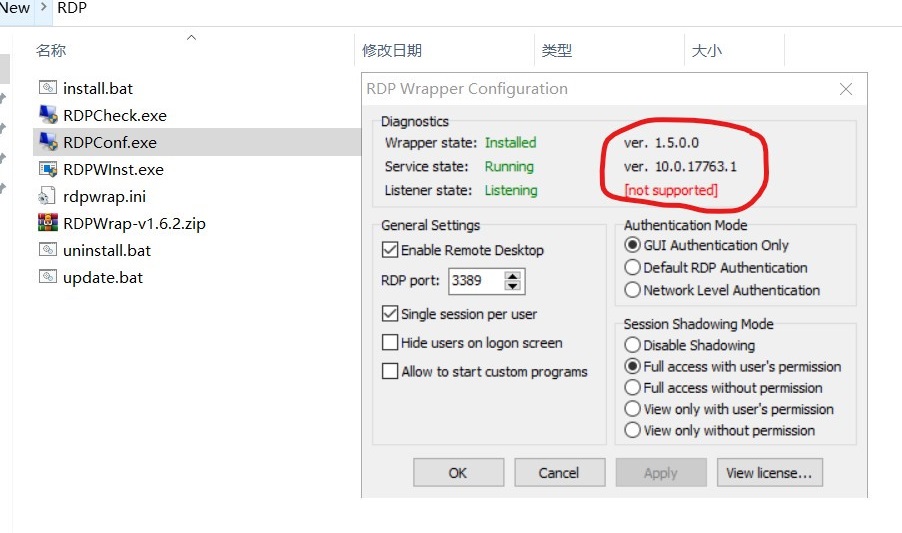 New > RDP
名称 修改日期 类型 大小
install.bat
RDPCheck.exe
RDPConf.exe
RDPWInst.exe
rdpwrap.ini
RDPWrap-v1.6.2.zip
uninstall.bat
update.bat
RDP Wrapper Configuration
Diagnostics
Wrapper state: Installed ver. 1.5.0.0
Service state: Running ver. 10.0.17763.1
Listener state: Listening [not supported]
General Settings
Enable Remote Desktop
RDP port: 3389
Single session per user
Hide users on logon screen
Allow to start custom programs
Authentication Mode
GUI Authentication Only
Default RDP Authentication
Network Level Authentication
Session Shadowing Mode
Disable Shadowing
Full access with user's permission
Full access without permission
View only with user's permission
View only without permission
OK Cancel Apply View license...